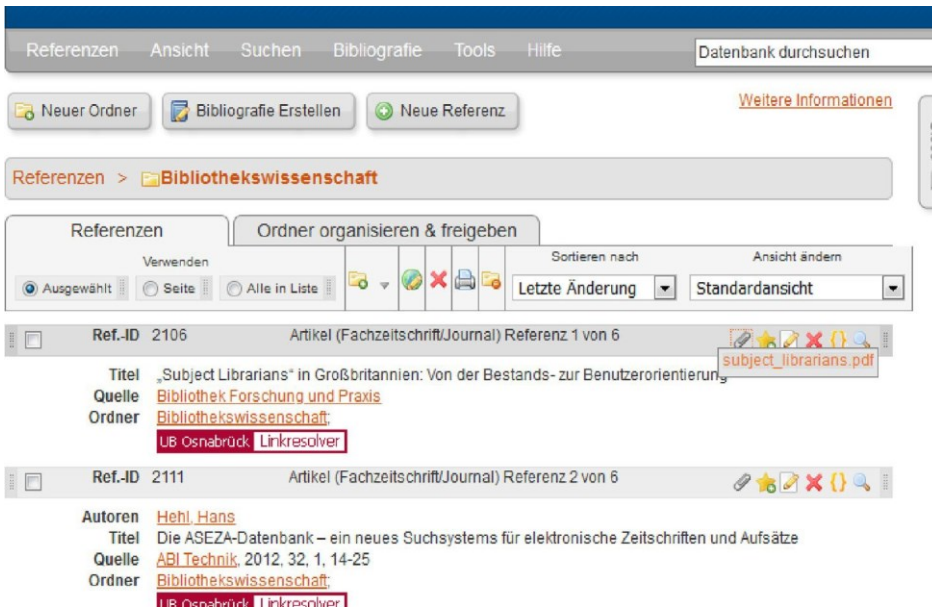 Referenzen Ansicht Suchen Bibliografie Tools Hilfe Datenbank durchsuchen
Neuer Ordner Bibliografie Erstellen Neue Referenz Weitere Informationen
Referenzen > Bibliothekswissenschaft
Referenzen Ordner organisieren & freigeben
Verwenden Sortieren nach Ansicht ändern
Ausgewählt Seite Alle in Liste Letzte Änderung Standardansicht
Ref.-ID 2106 Artikel (Fachzeitschrift/Journal) Referenz 1 von 6
subject_librarians.pdf
Titel „Subject Librarians“ in Großbritannien: Von der Bestands- zur Benutzerorientierung
Quelle Bibliothek Forschung und Praxis
Ordner Bibliothekswissenschaft;
UB Osnabrück Linkresolver
Ref.-ID 2111 Artikel (Fachzeitschrift/Journal) Referenz 2 von 6
Autoren Hehl, Hans
Titel Die ASEZA-Datenbank – ein neues Suchsystems für elektronische Zeitschriften und Aufsätze
Quelle ABI Technik, 2012, 32, 1, 14-25
Ordner Bibliothekswissenschaft;
UB Osnabrück Linkresolver